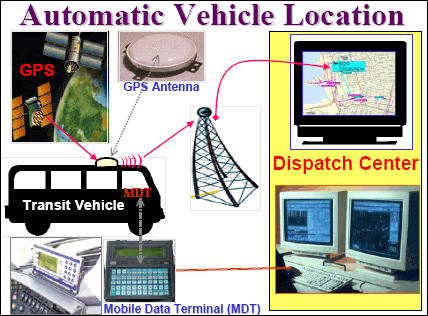 Automatic Vehicle Location
GPS
GPS Antenna
Dispatch Center
MDT
Transit Vehicle
Mobile Data Terminal (MDT)